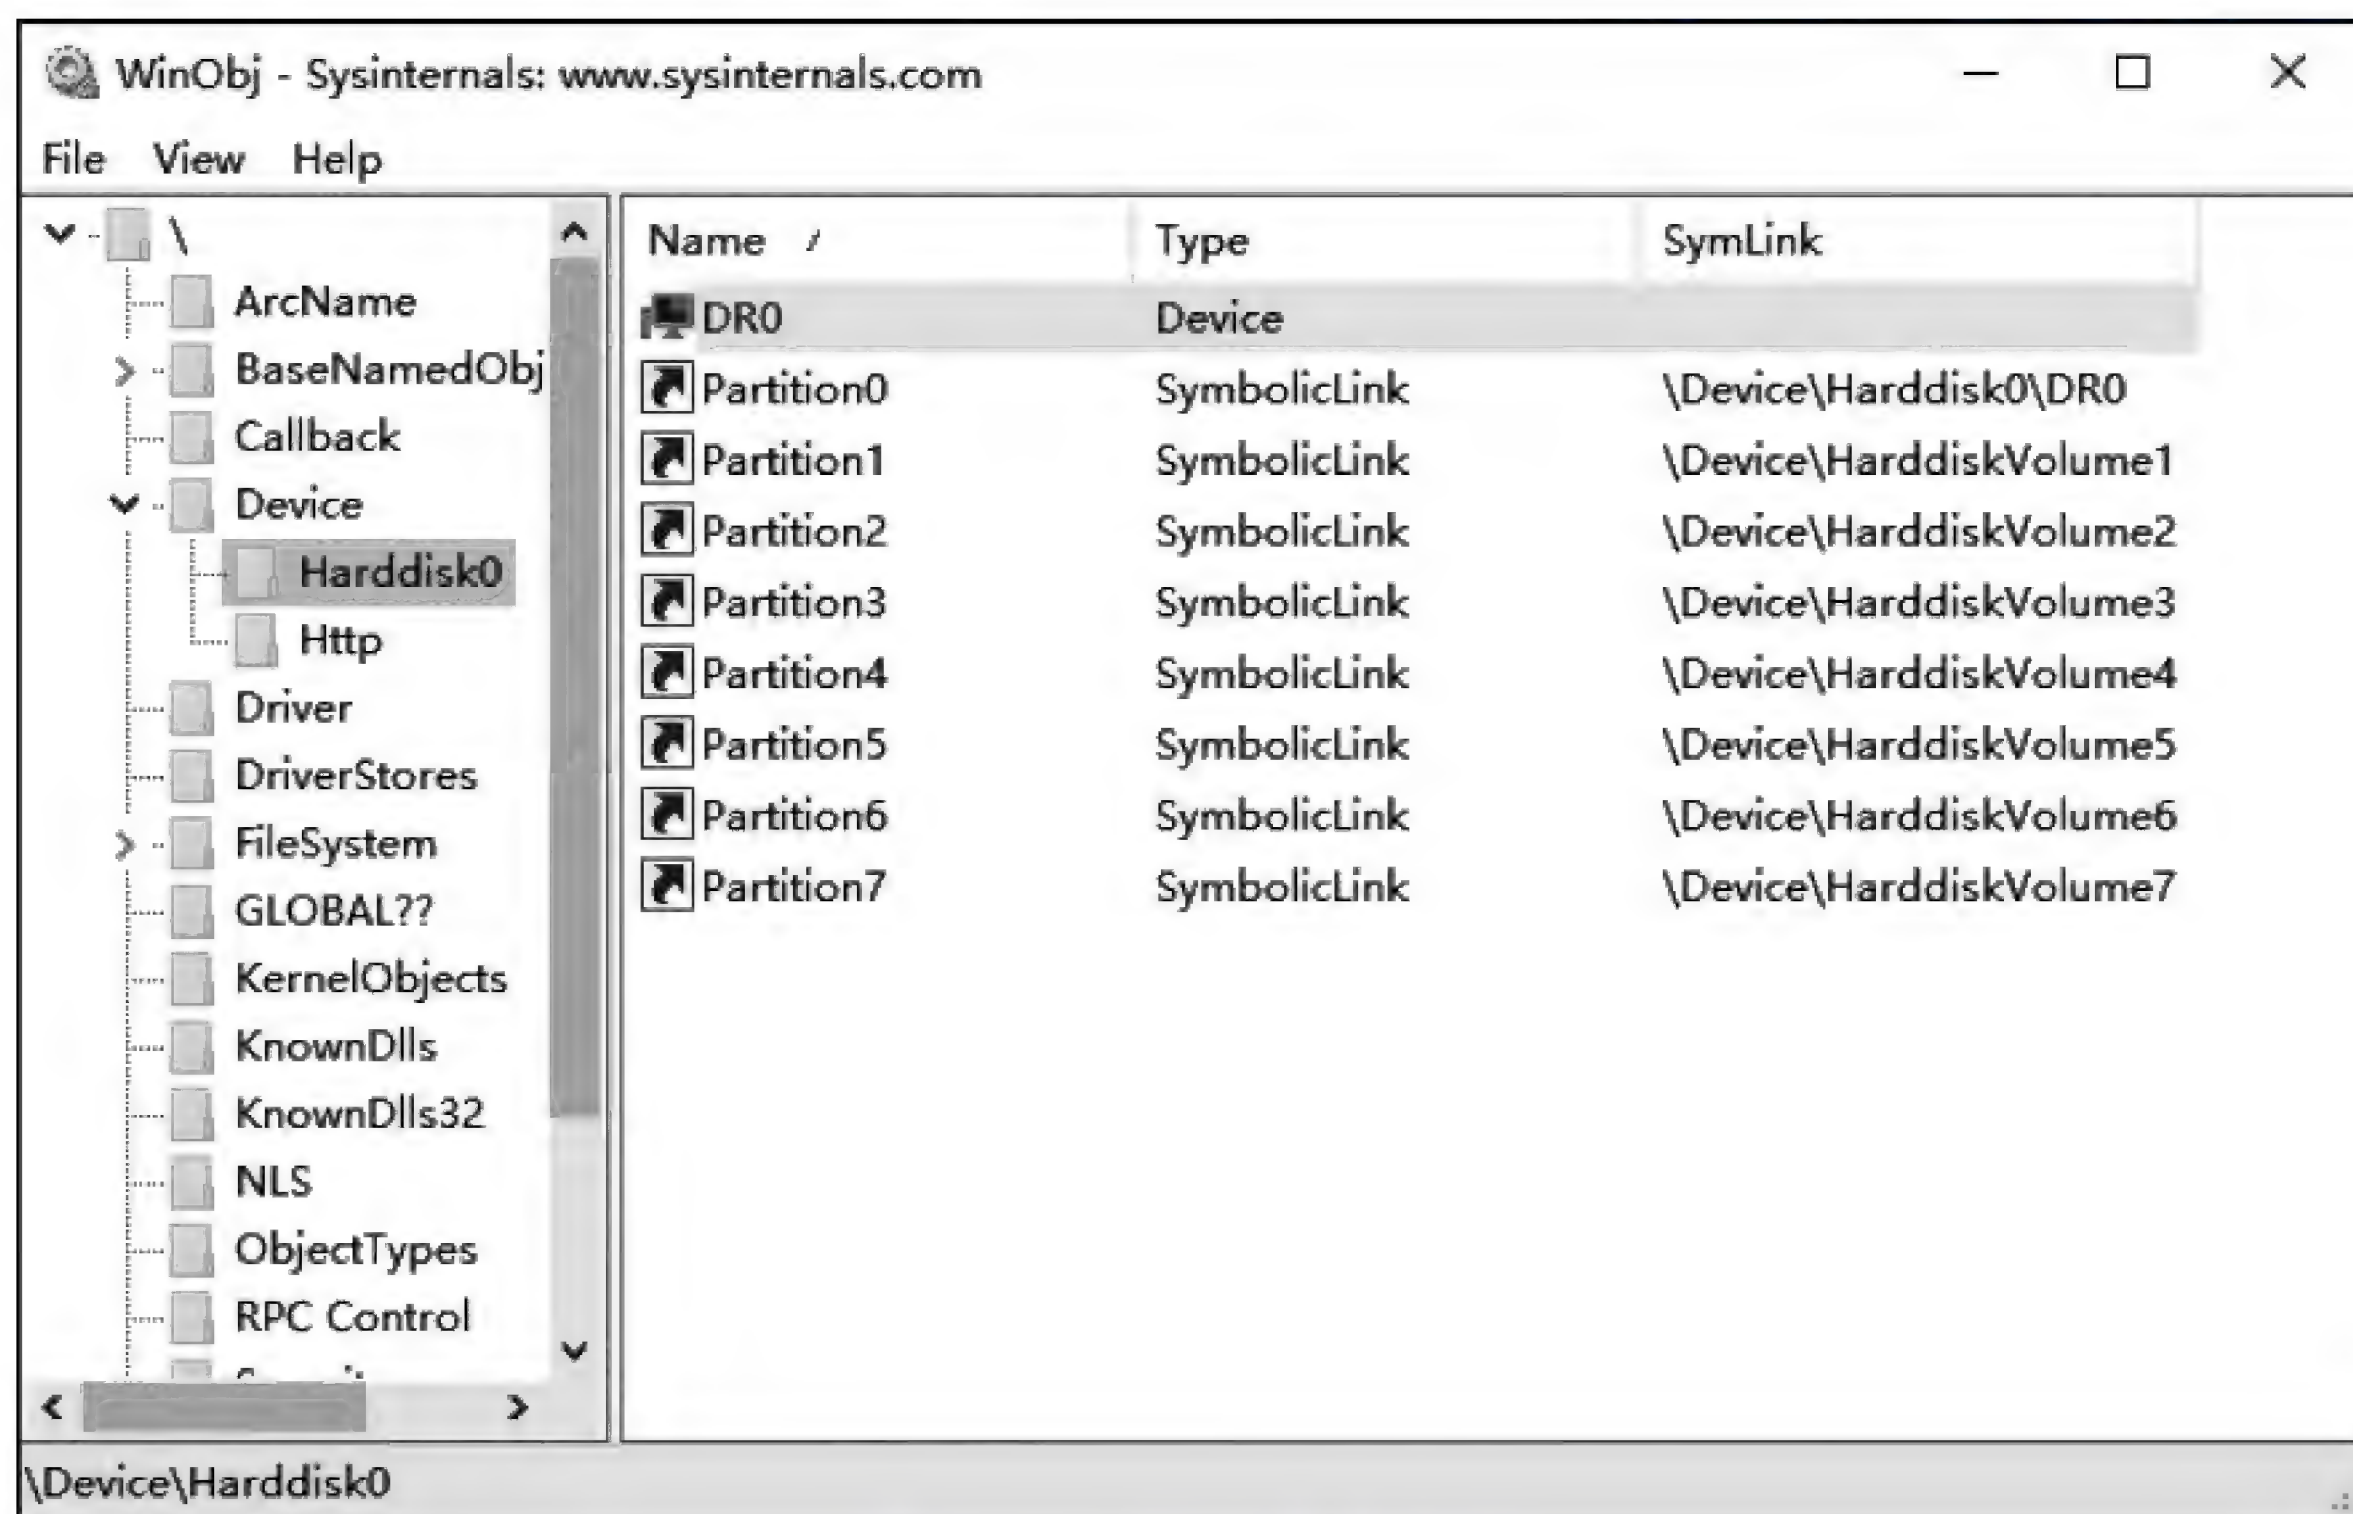 WinObj - Sysinternals: www.sysinternals.com
File View Help
\
ArcName
BaseNamedObj
Callback
Device
Harddisk0
Http
Driver
DriverStores
FileSystem
GLOBAL??
KernelObjects
KnownDlls
KnownDlls32
NLS
ObjectTypes
RPC Control
Name / Type SymLink
DR0 Device
Partition0 SymbolicLink \Device\Harddisk0\DR0
Partition1 SymbolicLink \Device\HarddiskVolume1
Partition2 SymbolicLink \Device\HarddiskVolume2
Partition3 SymbolicLink \Device\HarddiskVolume3
Partition4 SymbolicLink \Device\HarddiskVolume4
Partition5 SymbolicLink \Device\HarddiskVolume5
Partition6 SymbolicLink \Device\HarddiskVolume6
Partition7 SymbolicLink \Device\HarddiskVolume7
\Device\Harddisk0